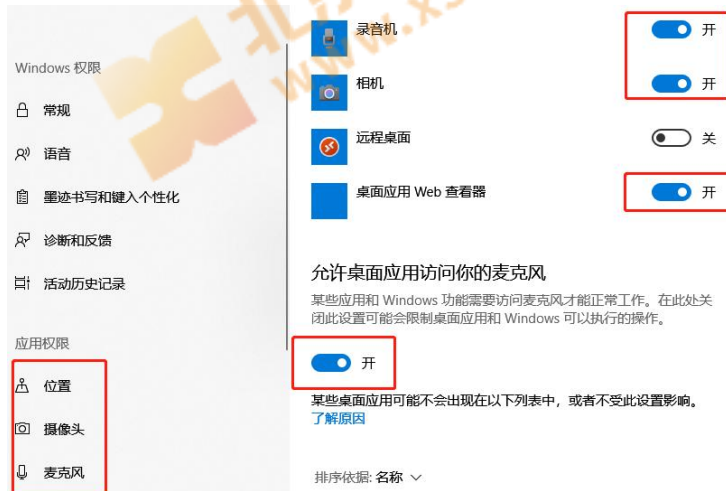 Windows 权限
常规
语音
墨迹书写和键入个性化
诊断和反馈
活动历史记录
应用权限
位置
摄像头
麦克风
录音机
开
相机
开
远程桌面
关
桌面应用 Web 查看器
开
允许桌面应用访问你的麦克风
某些应用和 Windows 功能需要访问麦克风才能正常工作。在此处关
闭此设置可能会限制桌面应用和 Windows 可以执行的操作。
开
某些桌面应用可能不会出现在以下列表中，或者不受此设置影响。
了解原因
排序依据: 名称